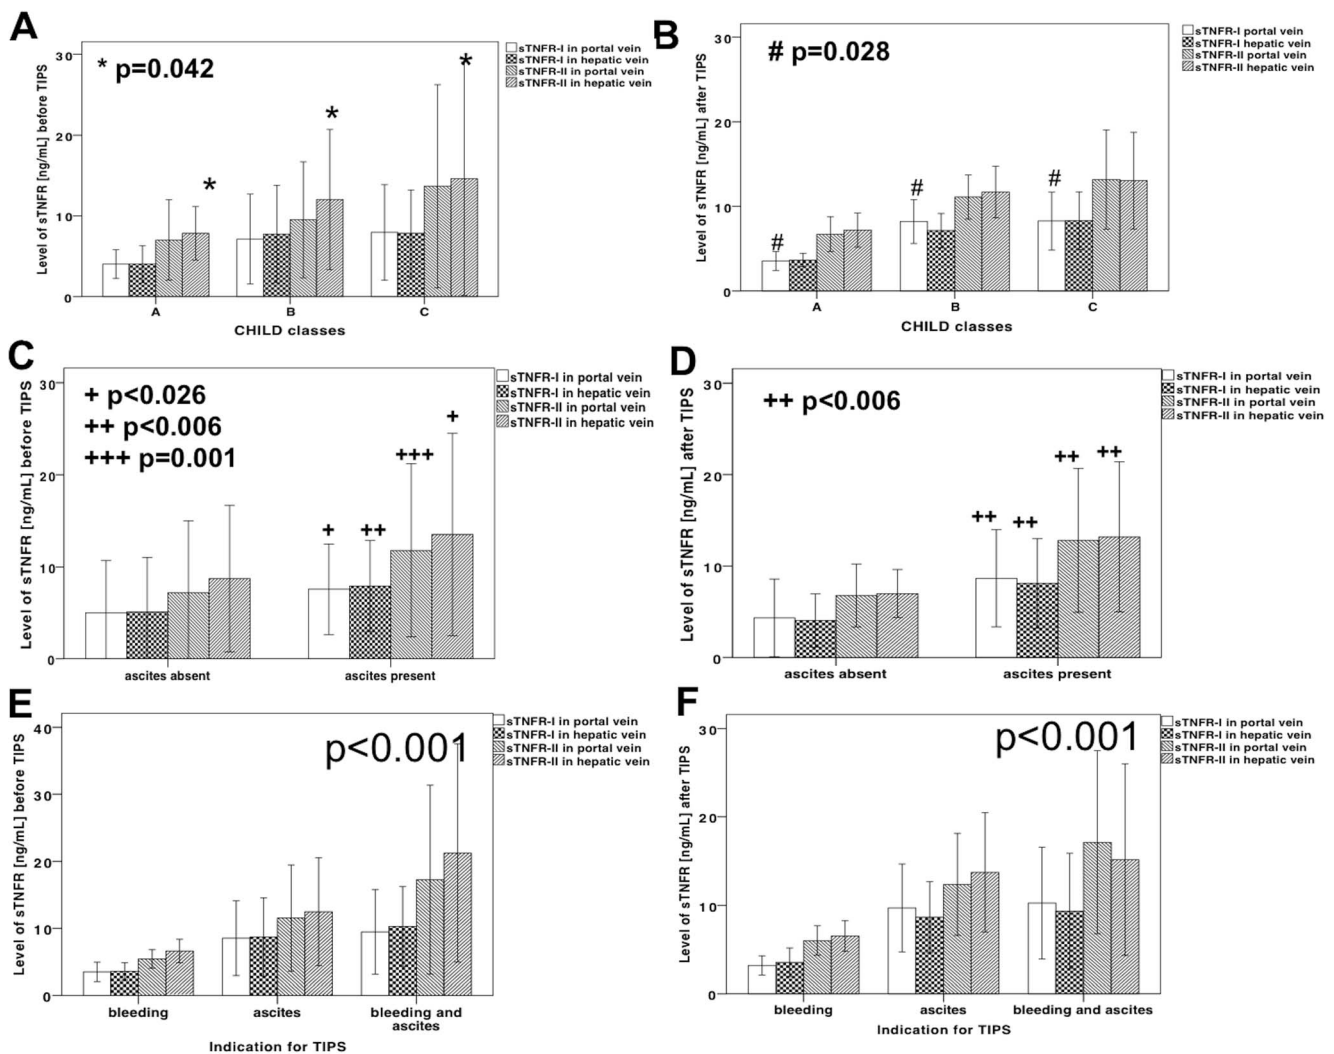 A
Level of sTNFR [ng/mL] before TIPS
30
20
10
0
* p=0.042
*
*
*
sTNFR-I in portal vein
sTNFR-I in hepatic vein
sTNFR-II in portal vein
sTNFR-II in hepatic vein
A
B
C
CHILD classes
B
Level of sTNFR [ng/mL] after TIPS
30
20
10
0
# p=0.028
#
#
#
sTNFR-I portal vein
sTNFR-I hepatic vein
sTNFR-II portal vein
sTNFR-II hepatic vein
A
B
C
CHILD classes
C
Level of sTNFR [ng/mL] before TIPS
30
20
10
0
+ p<0.026
++ p<0.006
+++ p=0.001
+
++
+++
+
sTNFR-I in portal vein
sTNFR-I in hepatic vein
sTNFR-II in portal vein
sTNFR-II in hepatic vein
ascites absent
ascites present
D
Level of sTNFR [ng/mL] after TIPS
30
20
10
0
++ p<0.006
++
++
++
++
sTNFR-I in portal vein
sTNFR-I in hepatic vein
sTNFR-II in portal vein
sTNFR-II in hepatic vein
ascites absent
ascites present
E
Level of sTNFR [ng/mL] before TIPS
40
30
20
10
0
p<0.001
sTNFR-I in portal vein
sTNFR-I in hepatic vein
sTNFR-II in portal vein
sTNFR-II in hepatic vein
bleeding
ascites
bleeding and
ascites
Indication for TIPS
F
Level of sTNFR [ng/mL] after TIPS
30
20
10
0
p<0.001
sTNFR-I in portal vein
sTNFR-I in hepatic vein
sTNFR-II in portal vein
sTNFR-II in hepatic vein
bleeding
ascites
bleeding and ascites
Indication for TIPS